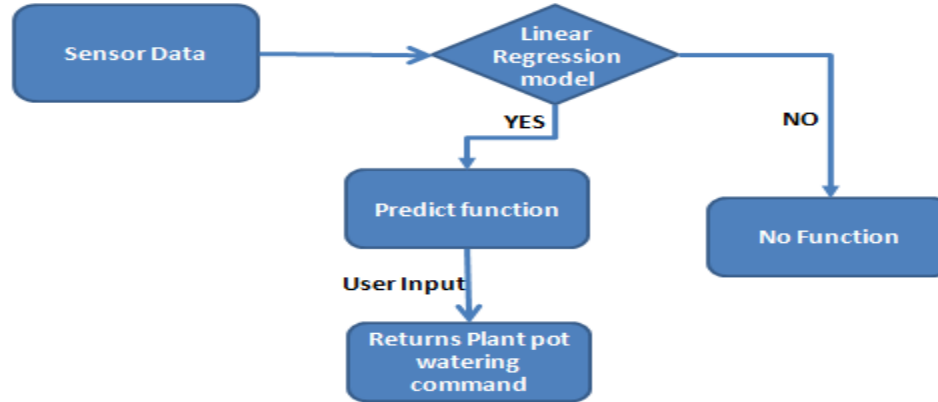 Sensor Data
Linear
Regression
model
YES
NO
Predict function
No Function
User Input
Returns Plant pot
watering
command